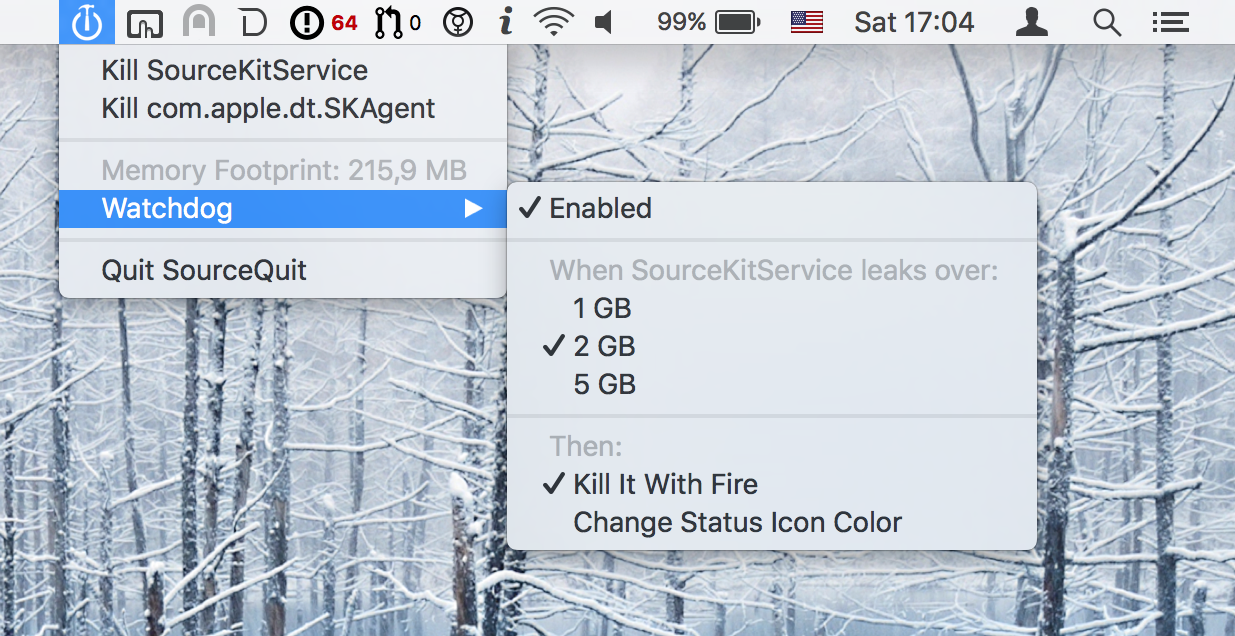 64
0
99%
Sat 17:04
Kill SourceKitService
Kill com.apple.dt.SKAgent
Memory Footprint: 215,9 MB
Watchdog
Quit SourceQuit
Enabled
When SourceKitService leaks over:
1 GB
2 GB
5 GB
Then:
Kill It With Fire
Change Status Icon Color